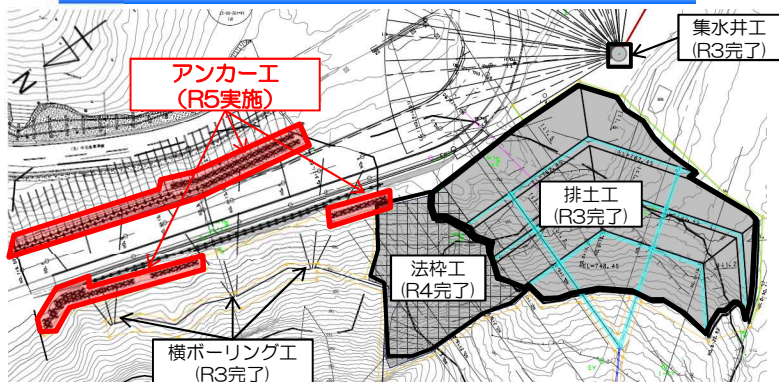 集水井工
(R3完了)
アンカー工
(R5実施)
排土工
(R3完了)
法枠工
(R4完了)
横ボーリング工
(R3完了)